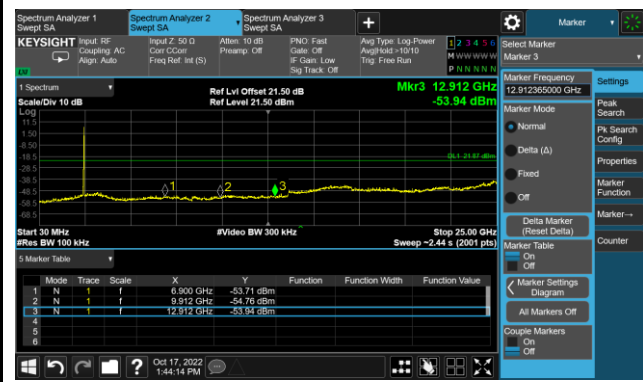 Spectrum Analyzer 1
Swept SA
Spectrum Analyzer 2
Swept SA
Spectrum Analyzer 3
Swept SA
+
Marker
KEYSIGHT
Input: RF
Coupling: AC
Align: Auto
Input Z: 50 Ω
Corr CCorr
Freq Ref: Int (S)
Atten: 10 dB
Preamp: Off
PNO: Fast
Gate: Off
IF Gain: Low
Sig Track: Off
Avg Type: Log-Power
Avg|Hold:>10/10
Trig: Free Run
1 2 3 4 5 6
M W W W W W
P N N N N N
LVI
Select Marker
Marker 3
1 Spectrum
Scale/Div 10 dB
Ref Lvl Offset 21.50 dB
Ref Level 21.50 dBm
Mkr3 12.912 GHz
-53.94 dBm
Log
11.5
1.50
-8.50
-18.5
-28.5
-38.5
-48.5
-58.5
-68.5
DL1 -21.67 dBm
1
2
3
Start 30 MHz
#Res BW 100 kHz
#Video BW 300 kHz
Stop 25.00 GHz
Sweep ~2.44 s (2001 pts)
5 Marker Table
Mode Trace Scale X Y Function Function Width Function Value
1 N 1 f 6.900 GHz -53.71 dBm
2 N 1 f 9.912 GHz -54.76 dBm
3 N 1 f 12.912 GHz -53.94 dBm
4
5
6
Marker Frequency
12.912365000 GHz
Marker Mode
Normal
Delta (Δ)
Fixed
Off
Delta Marker
(Reset Delta)
Marker Table
On
Off
Marker Settings
Diagram
All Markers Off
Couple Markers
On
Off
Settings
Peak
Search
Pk Search
Config
Properties
Marker
Function
Marker→
Counter
?
Oct 17, 2022
1:44:14 PM